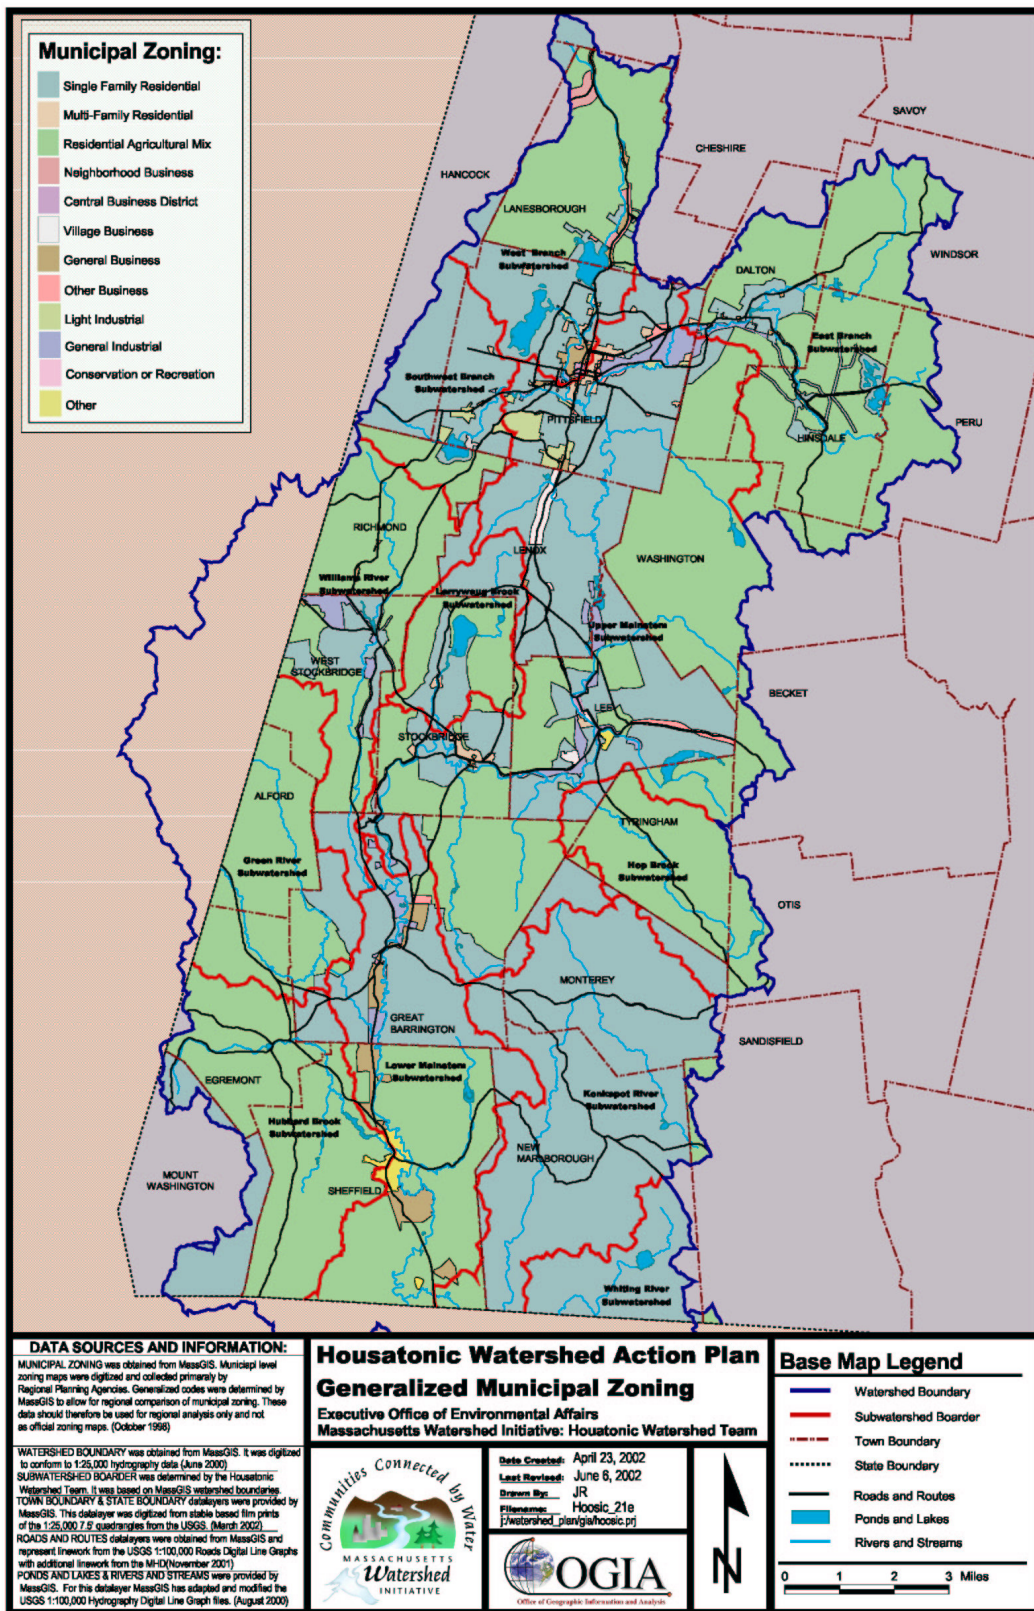 Municipal Zoning:
Single Family Residential
Multi-Family Residential
Residential Agricultural Mix
Neighborhood Business
Central Business District
Village Business
General Business
Other Business
Light Industrial
General Industrial
Conservation or Recreation
Other
SAVOY
CHESHIRE
HANCOCK
LANESBOROUGH
WINDSOR
West Branch
Subwatershed
DALTON
East Branch
Subwatershed
Southwest Branch
Subwatershed
PITTSFIELD
PERU
HINSDALE
RICHMOND
LENOX
WASHINGTON
Williams River
Subwatershed
Larrywaug Brook
Subwatershed
Upper Mainstem
Subwatershed
WEST
STOCKBRIDGE
BECKET
LEE
STOCKBRIDGE
ALFORD
TYRINGHAM
Green River
Subwatershed
Hop Brook
Subwatershed
OTIS
MONTEREY
GREAT
BARRINGTON
SANDISFIELD
Lower Mainstem
Subwatershed
EGREMONT
Konkapot River
Subwatershed
Hubbard Brook
Subwatershed
NEW
MARLBOROUGH
MOUNT
WASHINGTON
SHEFFIELD
Whiting River
Subwatershed
DATA SOURCES AND INFORMATION:
MUNICIPAL ZONING was obtained from MassGIS. Municipl level
zoning maps were digitized and collected primarely by
Regional Planning Agencies. Generalized codes were determined by
MassGIS to allow for regional comparison of municipal zoning. These
data should therefore be used for regional analysis only and not
as official zoning maps. (October 1998)
WATERSHED BOUNDARY was obtained from MassGIS. It was digitized
to conform to 1:25,000 hydrography data (June 2000)
SUBWATERSHED BOARDER was determined by the Housatonic
Watershed Team. It was based on MassGIS watershed boundaries.
TOWN BOUNDARY & STATE BOUNDARY datalayers were provided by
MassGIS. This datalayer was digitized from stable based film prints
of the 1:25,000 7.5' quadrangles from the USGS. (March 2002)
ROADS AND ROUTES datalayers were obtained from MassGIS and
represent linework from the USGS 1:100,000 Roads Digital Line Graphs
with additional linework from the MHD(November 2001)
PONDS AND LAKES & RIVERS AND STREAMS were provided by
MassGIS. For this datalayer MassGIS has adapted and modified the
USGS 1:100,000 Hydrography Digital Line Graph files. (August 2000)
Housatonic Watershed Action Plan
Generalized Municipal Zoning
Executive Office of Environmental Affairs
Massachusetts Watershed Initiative: Houatonic Watershed Team
Communities Connected by Water
MASSACHUSETTS
Watershed
INITIATIVE
Date Created: April 23, 2002
Last Revised: June 6, 2002
Drawn By: JR
Filename: Hoosic_21e
j:/watershed_plan/gis/hoosic.prj
OGIA
Office of Geographic Information and Analysis
N
Base Map Legend
Watershed Boundary
Subwatershed Boarder
Town Boundary
State Boundary
Roads and Routes
Ponds and Lakes
Rivers and Streams
0 1 2 3 Miles